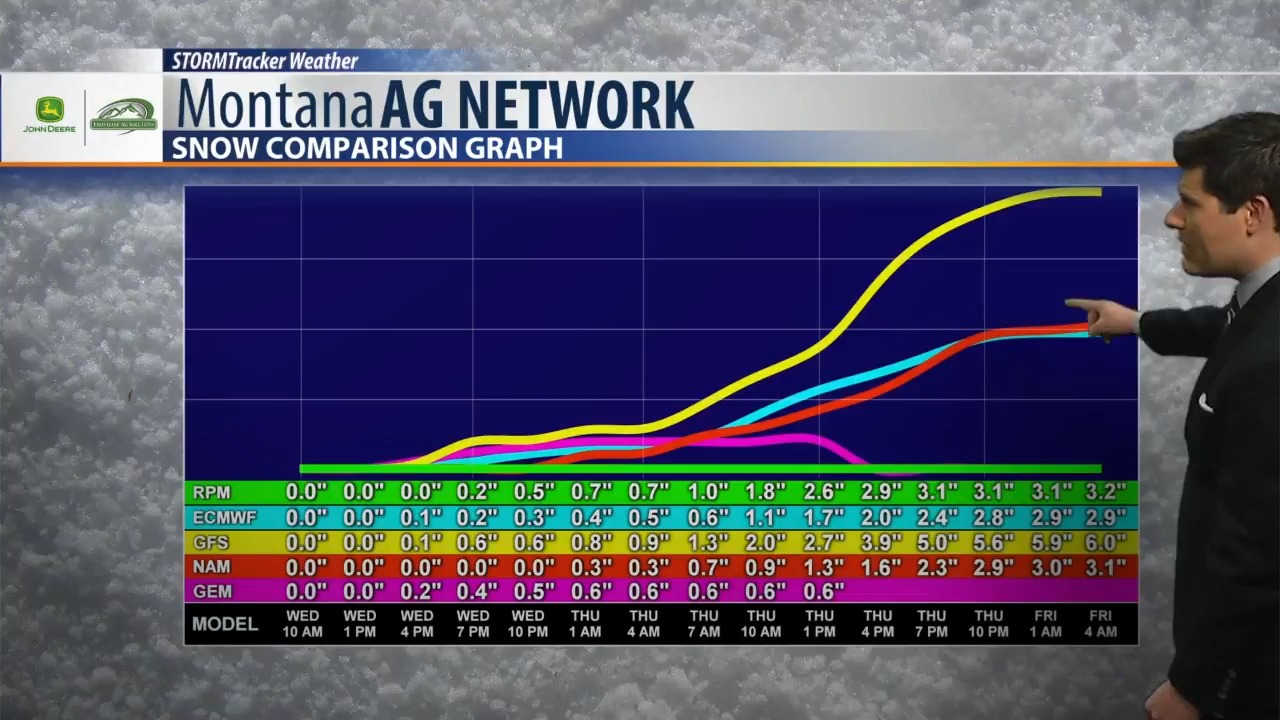 STORMTracker Weather
Montana AG NETWORK
JOHN DEERE
FRONTLINE AG SOLUTIONS
SNOW COMPARISON GRAPH
RPM 0.0" 0.0" 0.0" 0.2" 0.5" 0.7" 0.7" 1.0" 1.8" 2.6" 2.9" 3.1" 3.1" 3.1" 3.2"
ECMWF 0.0" 0.0" 0.1" 0.2" 0.3" 0.4" 0.5" 0.6" 1.1" 1.7" 2.0" 2.4" 2.8" 2.9" 2.9"
GFS 0.0" 0.0" 0.1" 0.6" 0.6" 0.8" 0.9" 1.3" 2.0" 2.7" 3.9" 5.0" 5.6" 5.9" 6.0"
NAM 0.0" 0.0" 0.0" 0.0" 0.0" 0.3" 0.3" 0.7" 0.9" 1.3" 1.6" 2.3" 2.9" 3.0" 3.1"
GEM 0.0" 0.0" 0.2" 0.4" 0.5" 0.6" 0.6" 0.6" 0.6" 0.6"
MODEL WED WED WED WED WED THU THU THU THU THU THU THU THU FRI FRI
10 AM 1 PM 4 PM 7 PM 10 PM 1 AM 4 AM 7 AM 10 AM 1 PM 4 PM 7 PM 10 PM 1 AM 4 AM